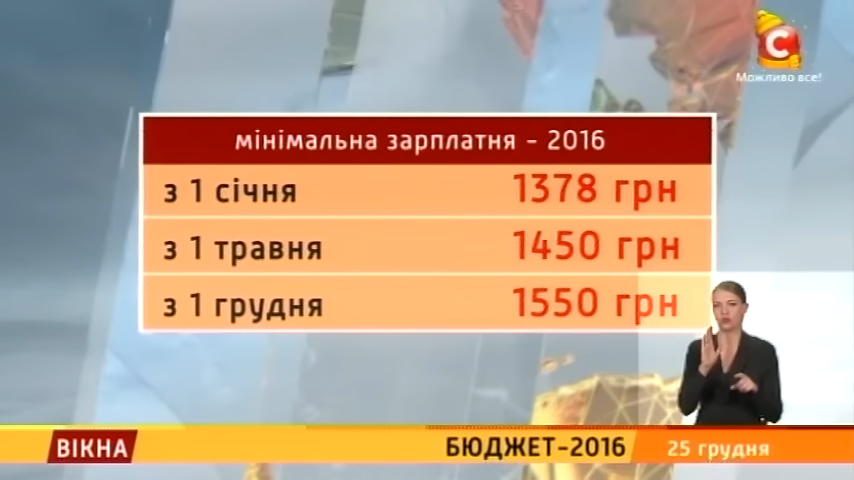 С
Можливо все!
мінімальна зарплатня - 2016
з 1 січня 1378 грн
з 1 травня 1450 грн
з 1 грудня 1550 грн
ВІКНА БЮДЖЕТ-2016 25 грудня